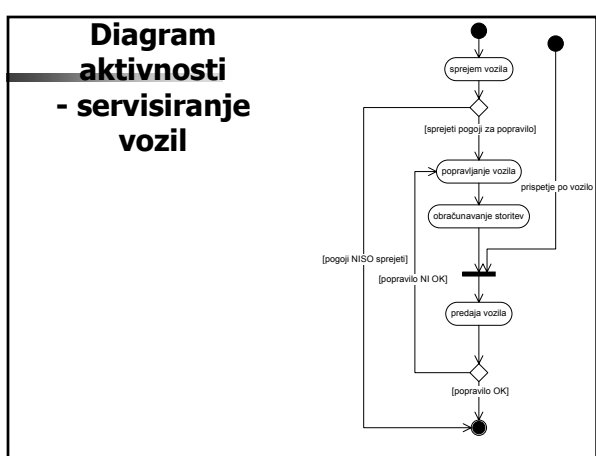 Diagram
aktivnosti
- servisiranje
vozil
sprejem vozila
[sprejeti pogoji za popravilo]
popravljanje vozila
prispetje po vozilo
obračunavanje storitev
[pogoji NISO sprejeti]
[popravilo NI OK]
predaja vozila
[popravilo OK]